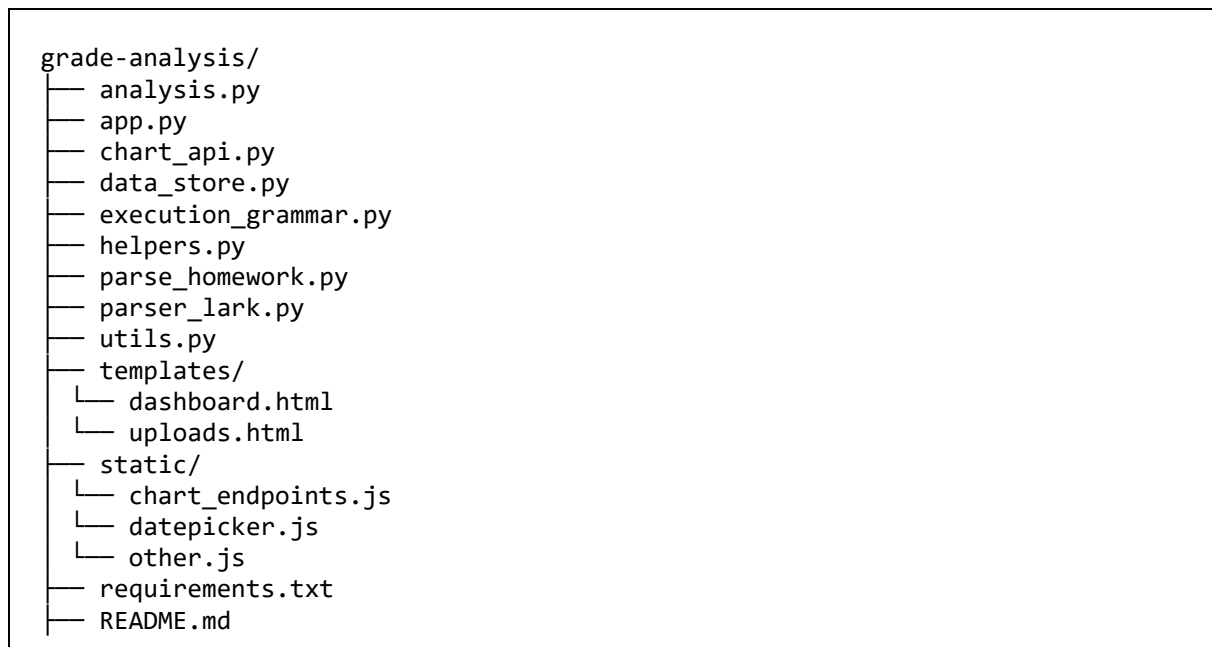 grade-analysis/
├── analysis.py
├── app.py
├── chart_api.py
├── data_store.py
├── execution_grammar.py
├── helpers.py
├── parse_homework.py
├── parser_lark.py
├── utils.py
├── templates/
│ └── dashboard.html
│ └── uploads.html
├── static/
│ └── chart_endpoints.js
│ └── datepicker.js
│ └── other.js
├── requirements.txt
├── README.md